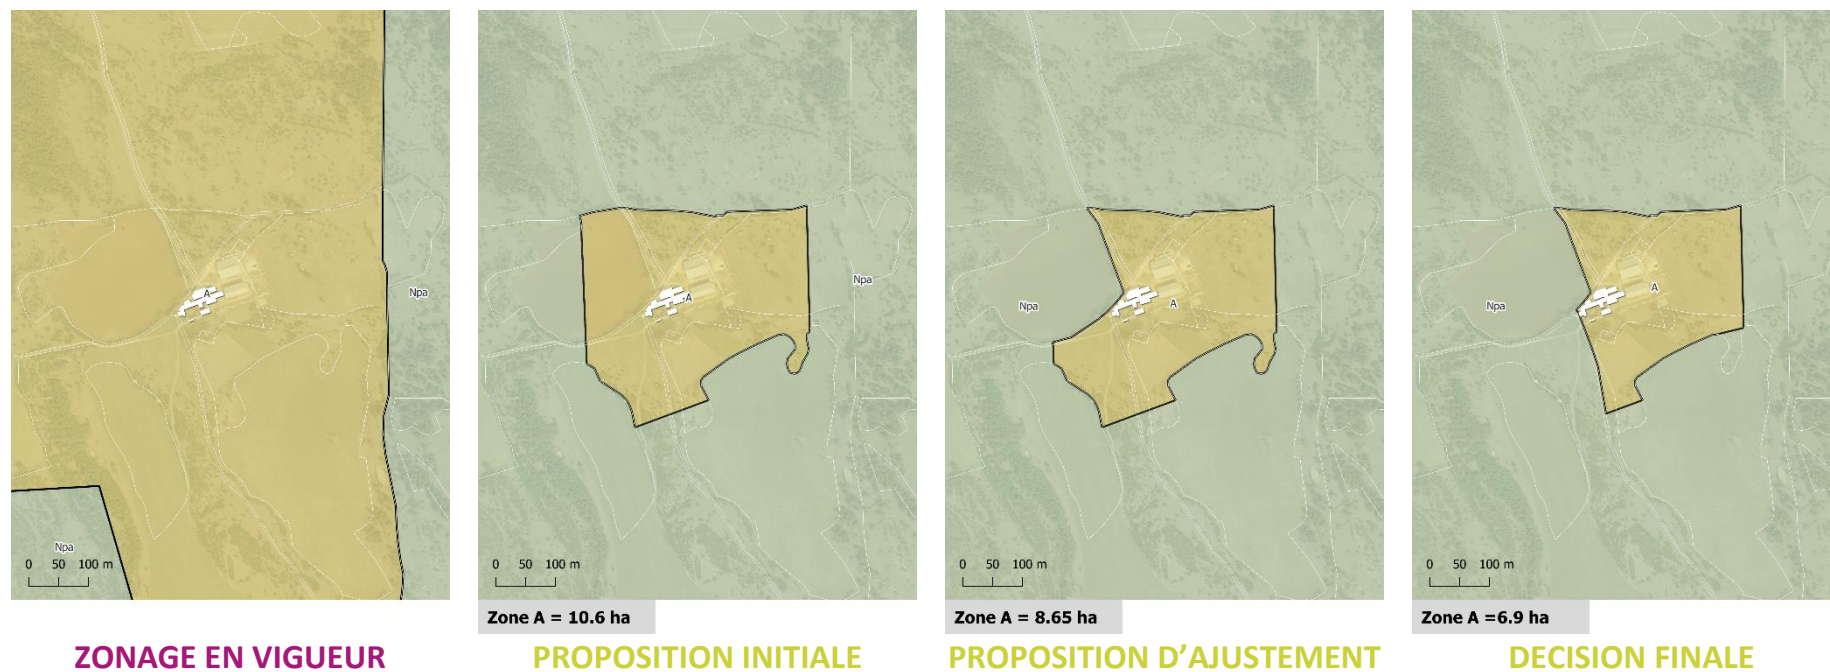 A
Npa
Npa
0 50 100 m
ZONAGE EN VIGUEUR
A
Npa
0 50 100 m
Zone A = 10.6 ha
PROPOSITION INITIALE
Npa
A
0 50 100 m
Zone A = 8.65 ha
PROPOSITION D'AJUSTEMENT
Npa
A
0 50 100 m
Zone A =6.9 ha
DECISION FINALE